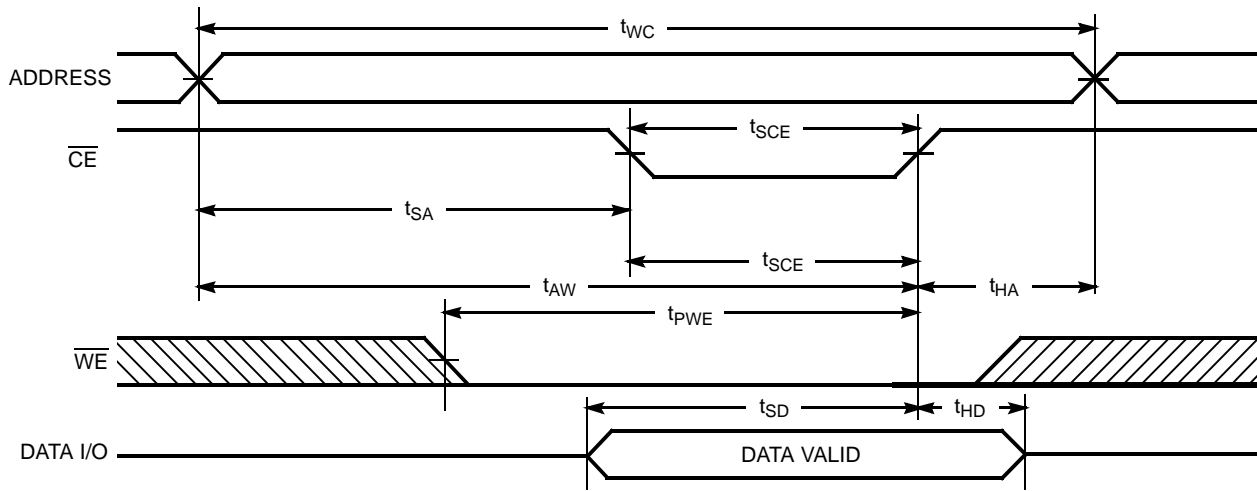 tWC
ADDRESS
tSCE
CE
tSA
tSCE
tAW
tHA
tPWE
WE
tSD
tHD
DATA I/O
DATA VALID